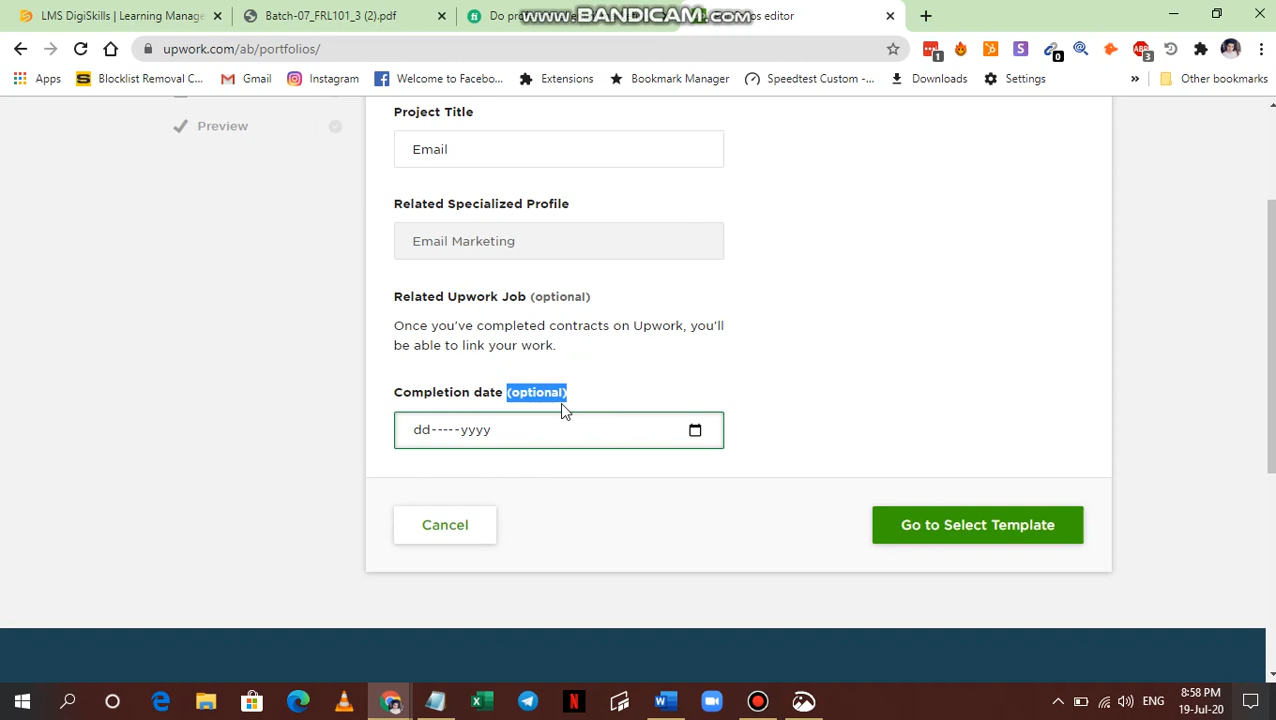 LMS DigiSkills | Learning Manage
Batch-07_FRL101_3 (2).pdf
Do pro
www.BANDICAM.com
os editor
upwork.com/ab/portfolios/
Apps
Blocklist Removal C...
Gmail
Instagram
Welcome to Facebo...
Extensions
Bookmark Manager
Speedtest Custom -...
Downloads
Settings
Other bookmarks
Preview
Project Title
Email
Related Specialized Profile
Email Marketing
Related Upwork Job (optional)
Once you've completed contracts on Upwork, you'll
be able to link your work.
Completion date (optional)
dd-----yyyy
Cancel
Go to Select Template
ENG
8:58 PM
19-Jul-20